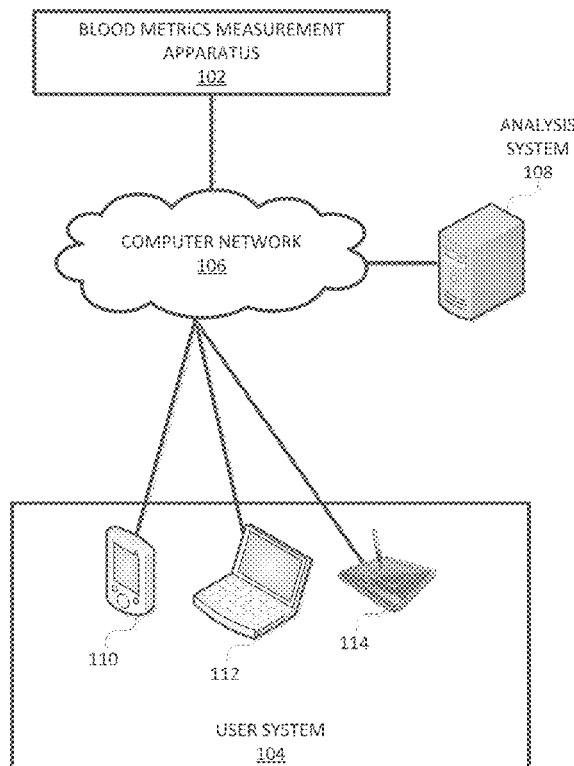 BLOOD METRICS MEASUREMENT
APPARATUS
102
ANALYSIS
SYSTEM
108
COMPUTER NETWORK
106
110
112
114
USER SYSTEM
104